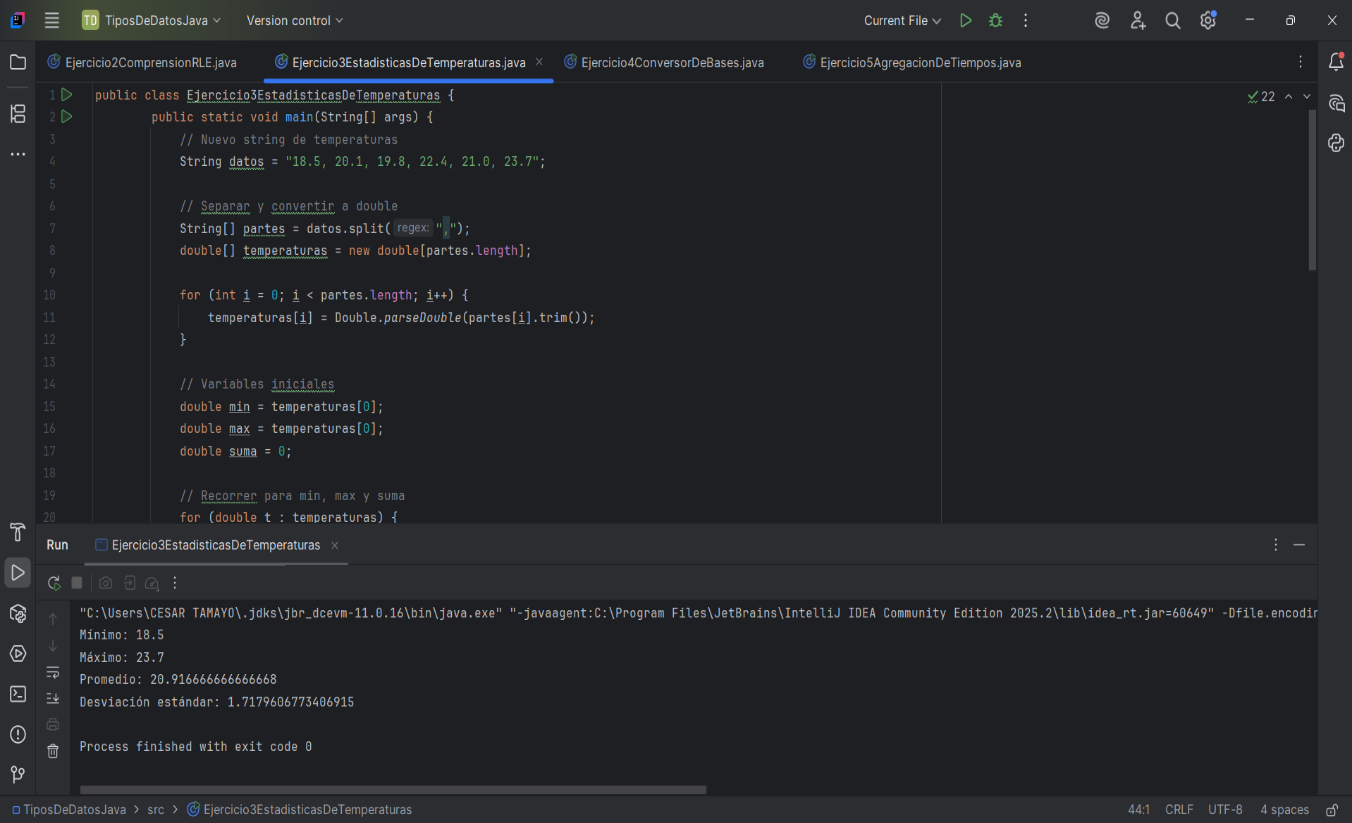 TD TiposDeDatosJava Version control Current File
Ejercicio2ComprensionRLE.java Ejercicio3EstadisticasDeTemperaturas.java Ejercicio4ConversorDeBases.java Ejercicio5AgregacionDeTiempos.java
1 public class Ejercicio3EstadisticasDeTemperaturas { 22
2 public static void main(String[] args) {
3 // Nuevo string de temperaturas
4 String datos = "18.5, 20.1, 19.8, 22.4, 21.0, 23.7";
5
6 // Separar y convertir a double
7 String[] partes = datos.split( regex: ",");
8 double[] temperaturas = new double[partes.length];
9
10 for (int i = 0; i < partes.length; i++) {
11 temperaturas[i] = Double.parseDouble(partes[i].trim());
12 }
13
14 // Variables iniciales
15 double min = temperaturas[0];
16 double max = temperaturas[0];
17 double suma = 0;
18
19 // Recorrer para min, max y suma
20 for (double t : temperaturas) {
Run Ejercicio3EstadisticasDeTemperaturas
"C:\Users\CESAR TAMAYO\.jdks\jbr_dcevm-11.0.16\bin\java.exe" "-javaagent:C:\Program Files\JetBrains\IntelliJ IDEA Community Edition 2025.2\lib\idea_rt.jar=60649" -Dfile.encodin
Mínimo: 18.5
Máximo: 23.7
Promedio: 20.916666666666668
Desviación estándar: 1.7179606773406915
Process finished with exit code 0
TiposDeDatosJava > src > Ejercicio3EstadisticasDeTemperaturas 44:1 CRLF UTF-8 4 spaces